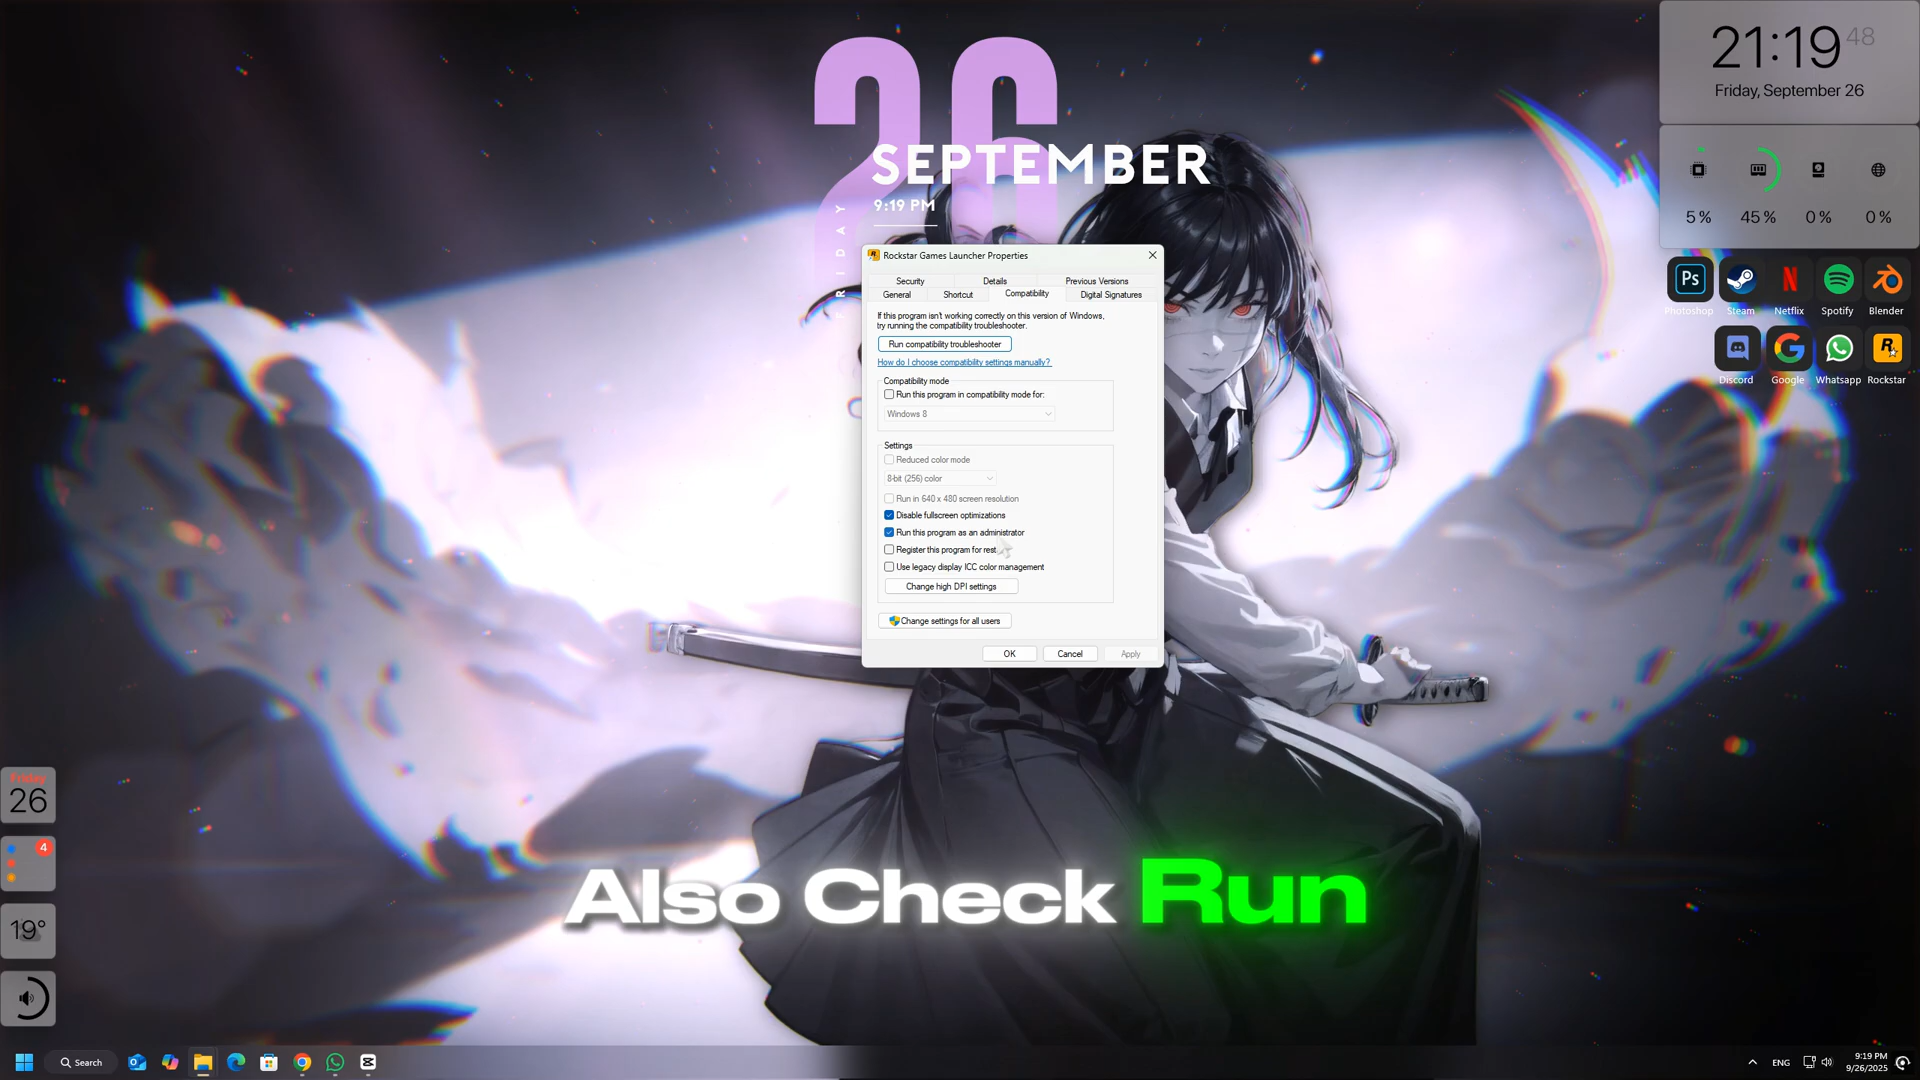 26
SEPTEMBER
9:19 PM
FRIDAY
21:19 48
Friday, September 26
5 %
45 %
0 %
0 %
Ps
Photoshop
Steam
Netflix
Spotify
Blender
Discord
Google
Whatsapp
Rockstar
Rockstar Games Launcher Properties
Security
Details
Previous Versions
General
Shortcut
Compatibility
Digital Signatures
If this program isn't working correctly on this version of Windows,
try running the compatibility troubleshooter.
Run compatibility troubleshooter
How do I choose compatibility settings manually?
Compatibility mode
Run this program in compatibility mode for:
Windows 8
Settings
Reduced color mode
8-bit (256) color
Run in 640 x 480 screen resolution
Disable fullscreen optimizations
Run this program as an administrator
Register this program for rest
Use legacy display ICC color management
Change high DPI settings
Change settings for all users
OK
Cancel
Apply
Friday
26
4
19°
Also Check Run
Search
ENG
9:19 PM
9/26/2025